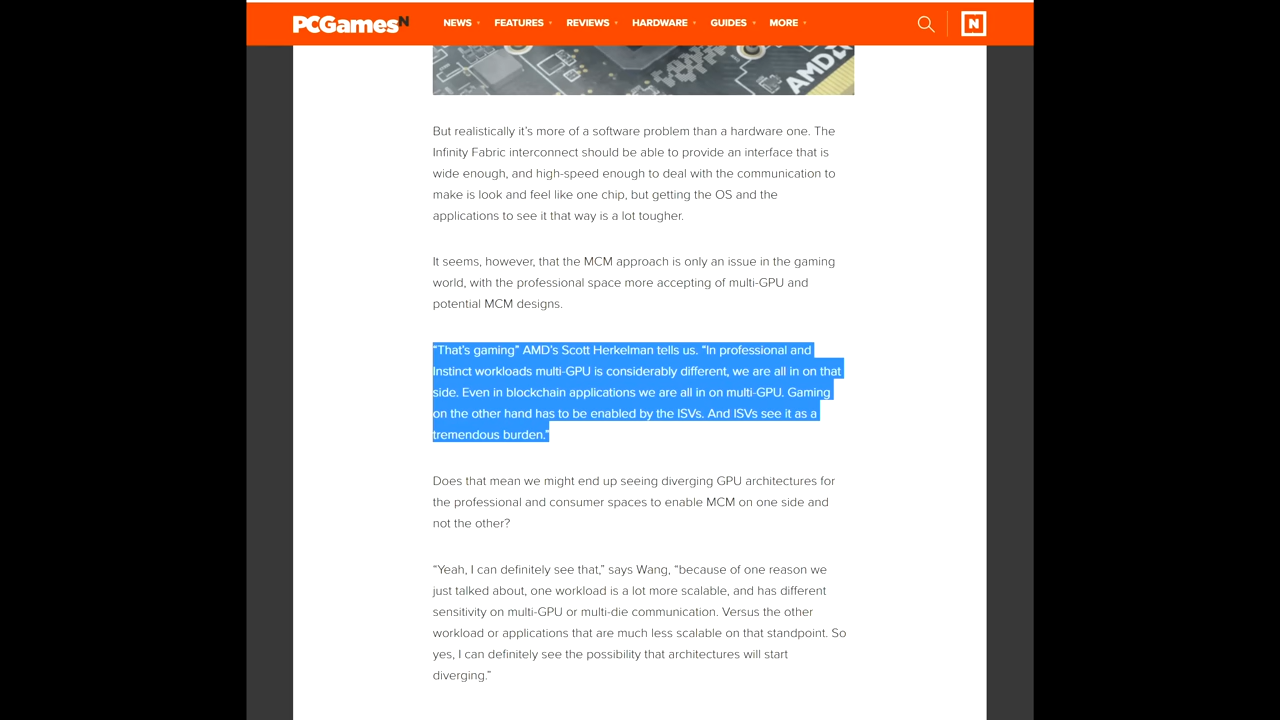 PCGamesN
NEWS FEATURES REVIEWS HARDWARE GUIDES MORE
N
AMD
But realistically it's more of a software problem than a hardware one. The
Infinity Fabric interconnect should be able to provide an interface that is
wide enough, and high-speed enough to deal with the communication to
make is look and feel like one chip, but getting the OS and the
applications to see it that way is a lot tougher.
It seems, however, that the MCM approach is only an issue in the gaming
world, with the professional space more accepting of multi-GPU and
potential MCM designs.
“That's gaming” AMD's Scott Herkelman tells us. “In professional and
Instinct workloads multi-GPU is considerably different, we are all in on that
side. Even in blockchain applications we are all in on multi-GPU. Gaming
on the other hand has to be enabled by the ISVs. And ISVs see it as a
tremendous burden.”
Does that mean we might end up seeing diverging GPU architectures for
the professional and consumer spaces to enable MCM on one side and
not the other?
“Yeah, I can definitely see that,” says Wang, “because of one reason we
just talked about, one workload is a lot more scalable, and has different
sensitivity on multi-GPU or multi-die communication. Versus the other
workload or applications that are much less scalable on that standpoint. So
yes, I can definitely see the possibility that architectures will start
diverging.”